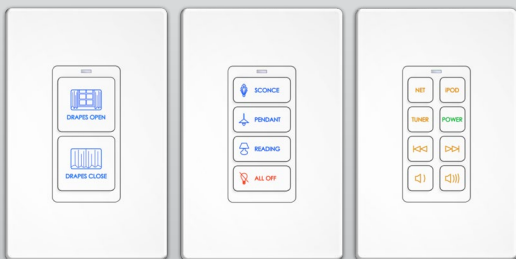 DRAPES OPEN
DRAPES CLOSE
SCONCE
PENDANT
READING
ALL OFF
NET
IPOD
TUNER
POWER